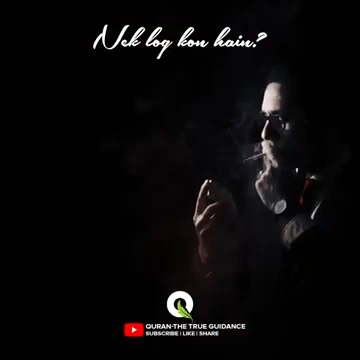 Nek log kon hain?
QURAN-THE TRUE GUIDANCE
SUBSCRIBE | LIKE | SHARE